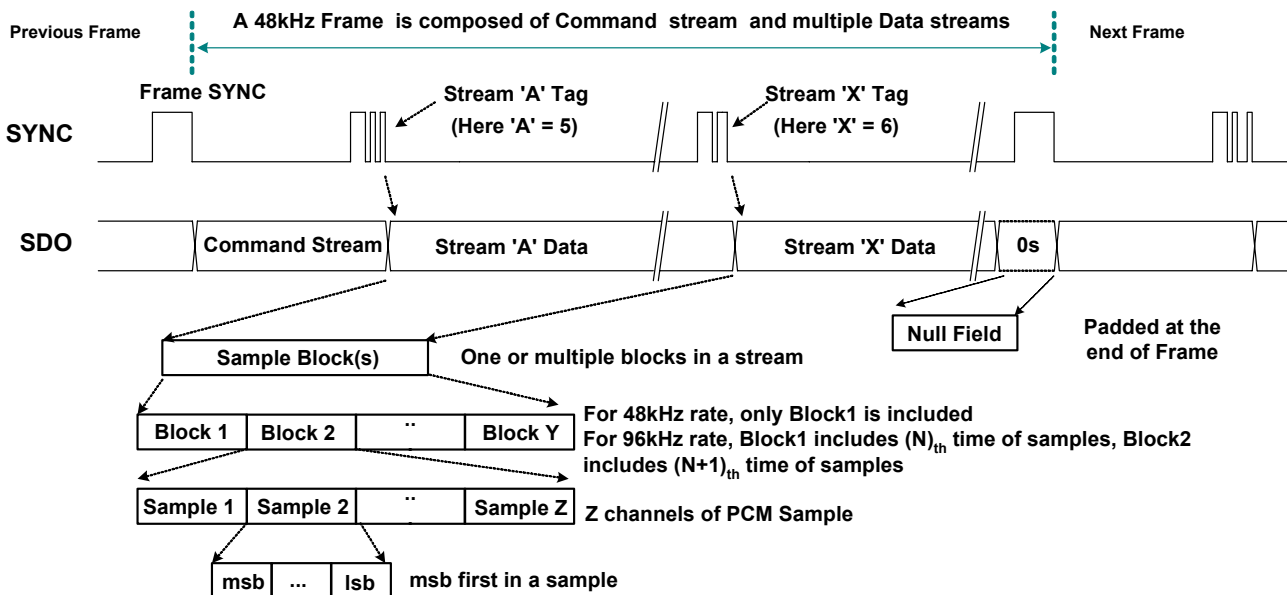 A 48kHz Frame is composed of Command stream and multiple Data streams
Previous Frame
Next Frame
Frame SYNC
Stream 'A' Tag
(Here 'A' = 5)
Stream 'X' Tag
(Here 'X' = 6)
SYNC
SDO
Command Stream
Stream 'A' Data
Stream 'X' Data
0s
Null Field
Padded at the
end of Frame
Sample Block(s)
One or multiple blocks in a stream
Block 1
Block 2
..
Block Y
For 48kHz rate, only Block1 is included
For 96kHz rate, Block1 includes (N)th time of samples, Block2
includes (N+1)th time of samples
Sample 1
Sample 2
..
Sample Z
Z channels of PCM Sample
msb
...
lsb
msb first in a sample